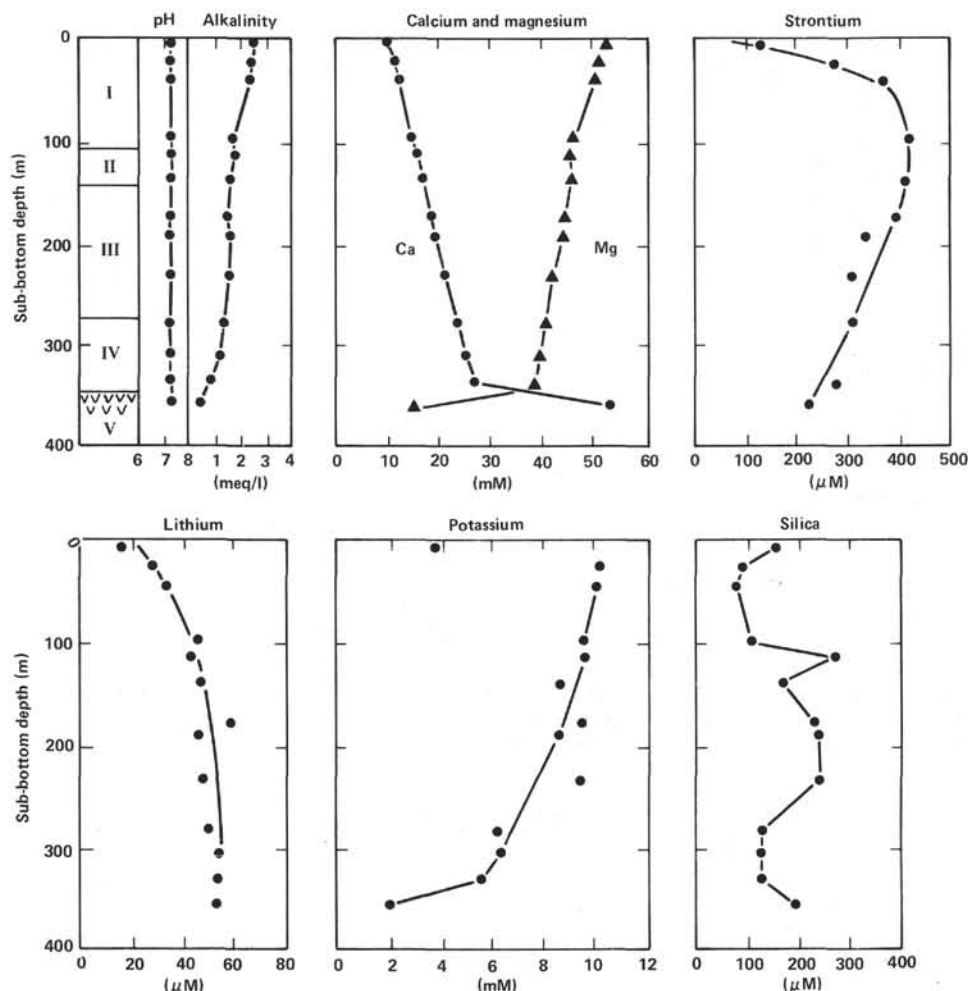 pH Alkalinity Calcium and magnesium Strontium
0
I
100
II
III
200
Ca Mg
300
IV
V
400
Sub-bottom depth (m)
6 7 8 1 2 3 4
(meq/l)
0 10 20 30 40 50 60
(mM)
0 100 200 300 400 500
(μM)
Lithium Potassium Silica
0
100
200
300
400
Sub-bottom depth (m)
0 20 40 60 80
(μM)
0 2 4 6 8 10 12
(mM)
0 100 200 300 400
(μM)